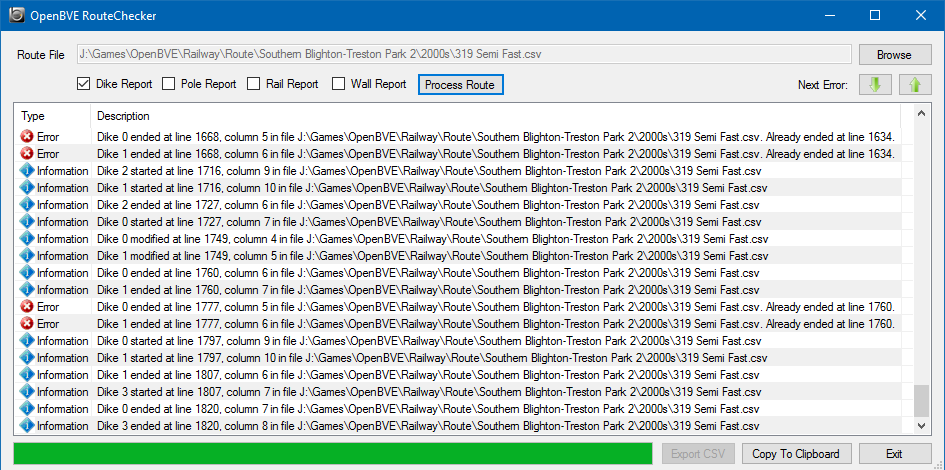 OpenBVE RouteChecker
Route File J:\Games\OpenBVE\Railway\Route\Southern Blighton-Treston Park 2\2000s\319 Semi Fast.csv Browse
Dike Report Pole Report Rail Report Wall Report Process Route Next Error:
Type Description
Error Dike 0 ended at line 1668, column 5 in file J:\Games\OpenBVE\Railway\Route\Southern Blighton-Treston Park 2\2000s\319 Semi Fast.csv. Already ended at line 1634.
Error Dike 1 ended at line 1668, column 6 in file J:\Games\OpenBVE\Railway\Route\Southern Blighton-Treston Park 2\2000s\319 Semi Fast.csv. Already ended at line 1634.
Information Dike 2 started at line 1716, column 9 in file J:\Games\OpenBVE\Railway\Route\Southern Blighton-Treston Park 2\2000s\319 Semi Fast.csv
Information Dike 1 started at line 1716, column 10 in file J:\Games\OpenBVE\Railway\Route\Southern Blighton-Treston Park 2\2000s\319 Semi Fast.csv
Information Dike 2 ended at line 1727, column 6 in file J:\Games\OpenBVE\Railway\Route\Southern Blighton-Treston Park 2\2000s\319 Semi Fast.csv
Information Dike 0 started at line 1727, column 7 in file J:\Games\OpenBVE\Railway\Route\Southern Blighton-Treston Park 2\2000s\319 Semi Fast.csv
Information Dike 0 modified at line 1749, column 4 in file J:\Games\OpenBVE\Railway\Route\Southern Blighton-Treston Park 2\2000s\319 Semi Fast.csv
Information Dike 1 modified at line 1749, column 5 in file J:\Games\OpenBVE\Railway\Route\Southern Blighton-Treston Park 2\2000s\319 Semi Fast.csv
Information Dike 0 ended at line 1760, column 6 in file J:\Games\OpenBVE\Railway\Route\Southern Blighton-Treston Park 2\2000s\319 Semi Fast.csv
Information Dike 1 ended at line 1760, column 7 in file J:\Games\OpenBVE\Railway\Route\Southern Blighton-Treston Park 2\2000s\319 Semi Fast.csv
Error Dike 0 ended at line 1777, column 5 in file J:\Games\OpenBVE\Railway\Route\Southern Blighton-Treston Park 2\2000s\319 Semi Fast.csv. Already ended at line 1760.
Error Dike 1 ended at line 1777, column 6 in file J:\Games\OpenBVE\Railway\Route\Southern Blighton-Treston Park 2\2000s\319 Semi Fast.csv. Already ended at line 1760.
Information Dike 0 started at line 1797, column 9 in file J:\Games\OpenBVE\Railway\Route\Southern Blighton-Treston Park 2\2000s\319 Semi Fast.csv
Information Dike 1 started at line 1797, column 10 in file J:\Games\OpenBVE\Railway\Route\Southern Blighton-Treston Park 2\2000s\319 Semi Fast.csv
Information Dike 1 ended at line 1807, column 6 in file J:\Games\OpenBVE\Railway\Route\Southern Blighton-Treston Park 2\2000s\319 Semi Fast.csv
Information Dike 3 started at line 1807, column 7 in file J:\Games\OpenBVE\Railway\Route\Southern Blighton-Treston Park 2\2000s\319 Semi Fast.csv
Information Dike 0 ended at line 1820, column 7 in file J:\Games\OpenBVE\Railway\Route\Southern Blighton-Treston Park 2\2000s\319 Semi Fast.csv
Information Dike 3 ended at line 1820, column 8 in file J:\Games\OpenBVE\Railway\Route\Southern Blighton-Treston Park 2\2000s\319 Semi Fast.csv
Export CSV Copy To Clipboard Exit